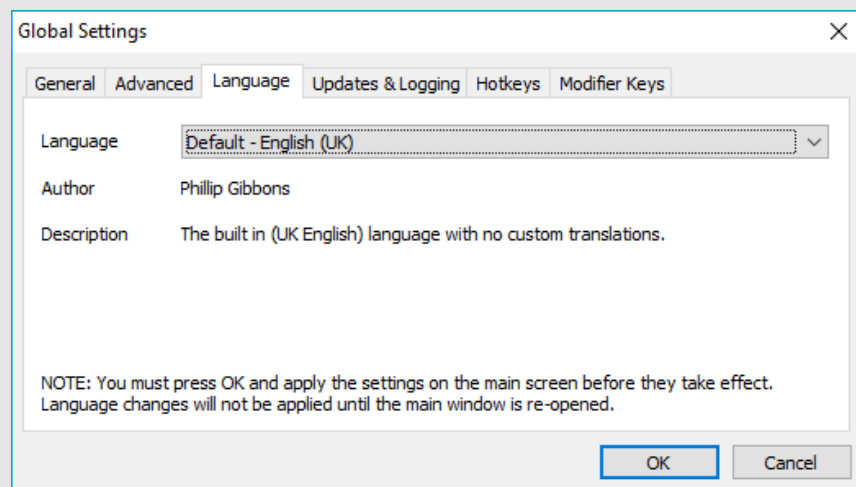 Global Settings
General Advanced Language Updates & Logging Hotkeys Modifier Keys
Language Default - English (UK)
Author Phillip Gibbons
Description The built in (UK English) language with no custom translations.
NOTE: You must press OK and apply the settings on the main screen before they take effect.
Language changes will not be applied until the main window is re-opened.
OK Cancel